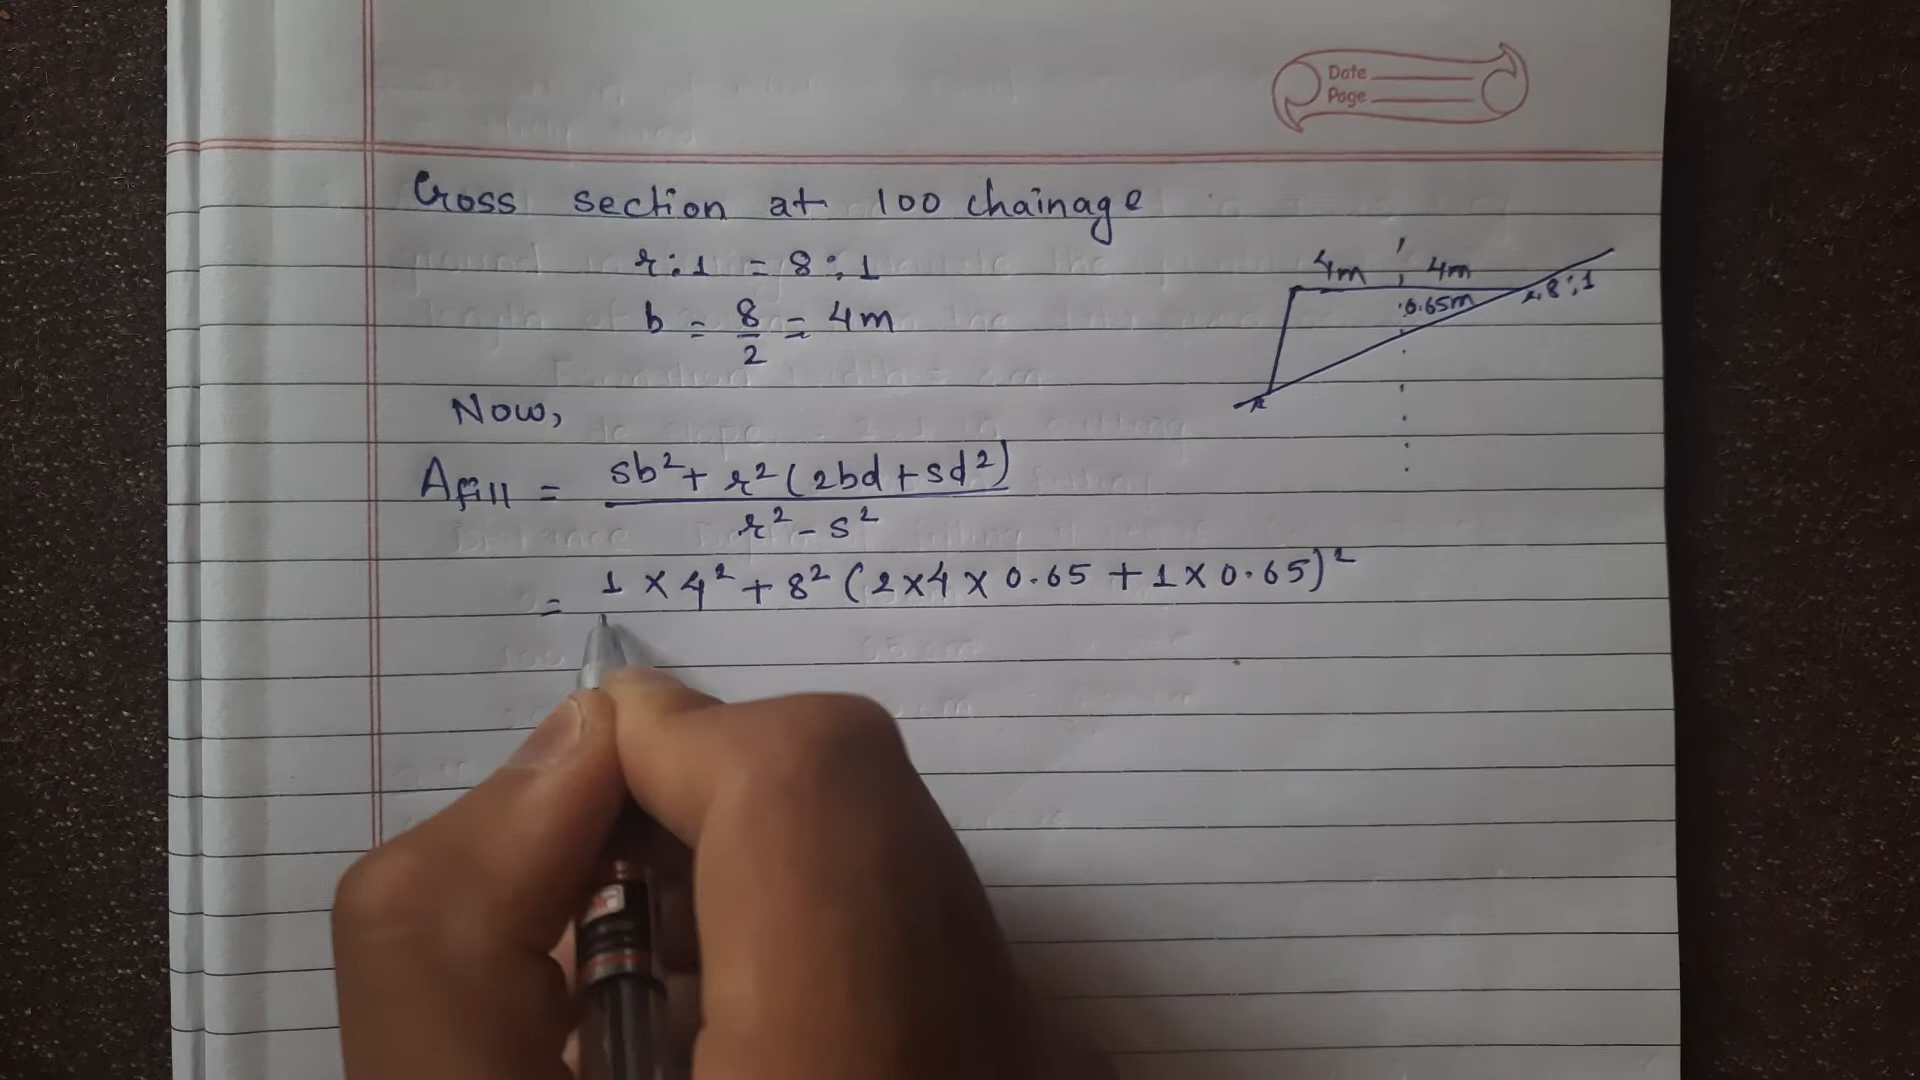 Date
Page
Cross section at 100 chainage
r:1 = 8:1
b = 8/2 = 4m
4m 4m
0.65m
8:1
Now,
Afill = sb²+ r²(2bd+sd²)
r²-s²
= 1 × 4² + 8² (2×4 × 0.65 + 1 × 0.65)²